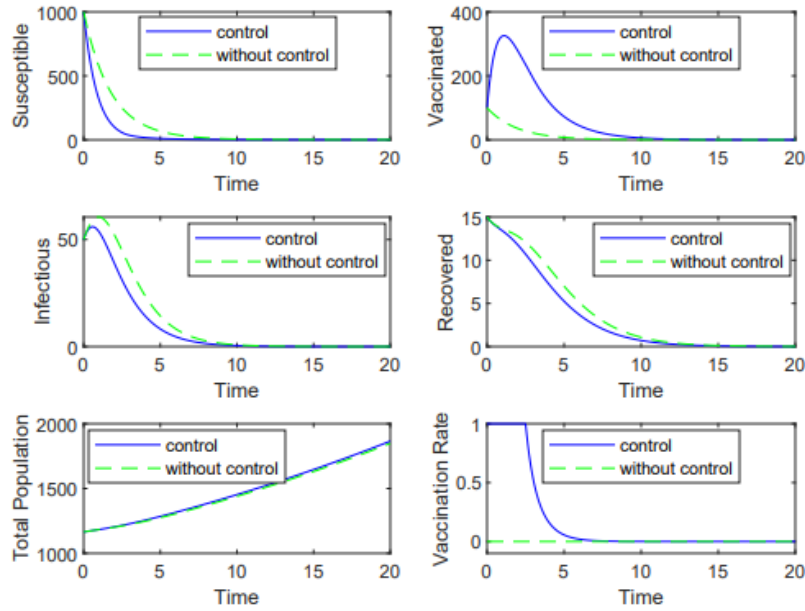 Susceptible
1000
500
0
control
without control
0 5 10 15 20
Time
Vaccinated
400
200
0
control
without control
0 5 10 15 20
Time
Infectious
50
0
control
without control
0 5 10 15 20
Time
Recovered
15
10
5
0
control
without control
0 5 10 15 20
Time
Total Population
2000
1500
1000
control
without control
0 5 10 15 20
Time
Vaccination Rate
1
0.5
0
control
without control
0 5 10 15 20
Time